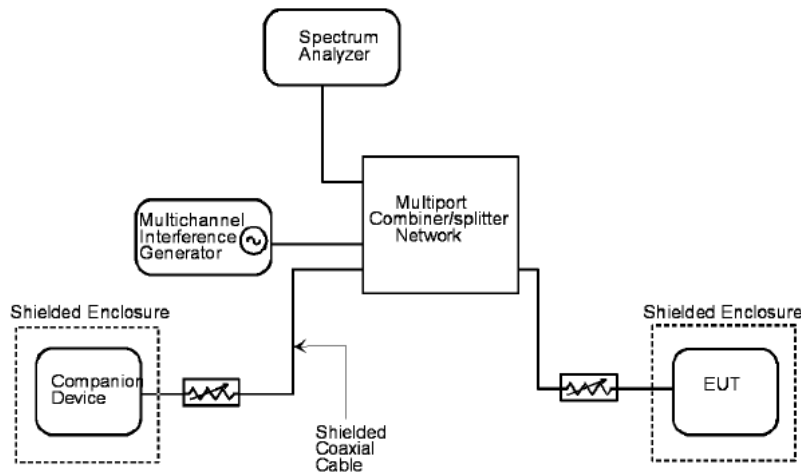 Spectrum
Analyzer
Multiport
Combiner/splitter
Network
Multichannel
Interference
Generator
Shielded Enclosure
Companion
Device
Shielded
Coaxial
Cable
Shielded Enclosure
EUT